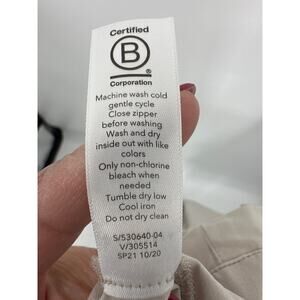 Certified
B
®
Corporation
Machine wash cold
gentle cycle
Close zipper
before washing
Wash and dry
inside out with like
colors
Only non-chlorine
bleach when
needed
Tumble dry low
Cool iron
Do not dry clean
S/530640-04
V/305514
SP21 10/20